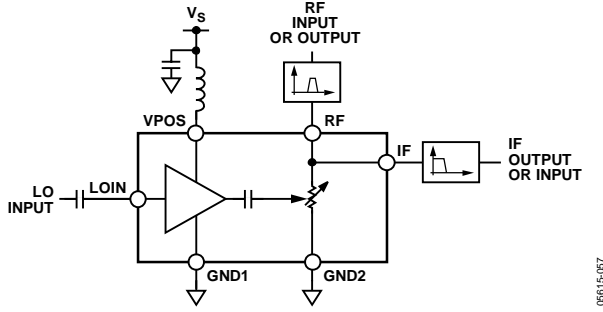 VS
RF
INPUT
OR OUTPUT
VPOS
RF
IF
IF
OUTPUT
OR INPUT
LO
INPUT
LOIN
GND1
GND2
05615-057